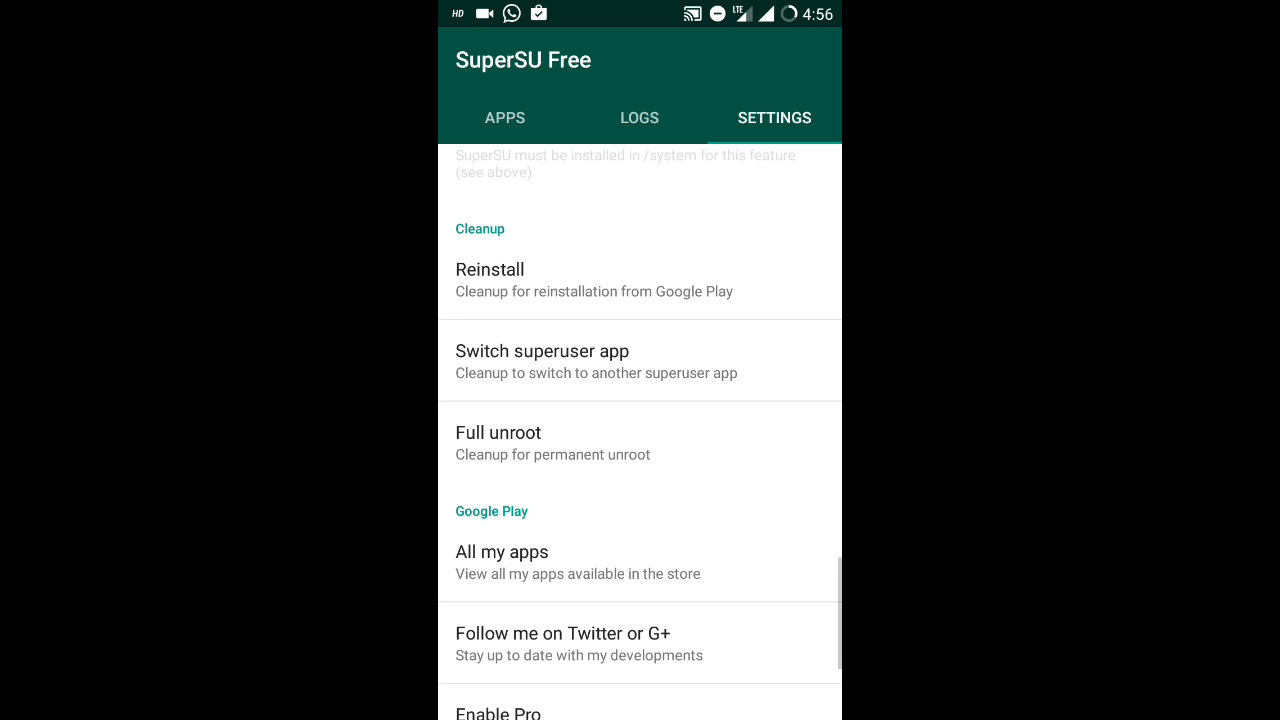 HD LTE 4:56
SuperSU Free
APPS LOGS SETTINGS
SuperSU must be installed in /system for this feature
(see above)
Cleanup
Reinstall
Cleanup for reinstallation from Google Play
Switch superuser app
Cleanup to switch to another superuser app
Full unroot
Cleanup for permanent unroot
Google Play
All my apps
View all my apps available in the store
Follow me on Twitter or G+
Stay up to date with my developments
Enable Pro